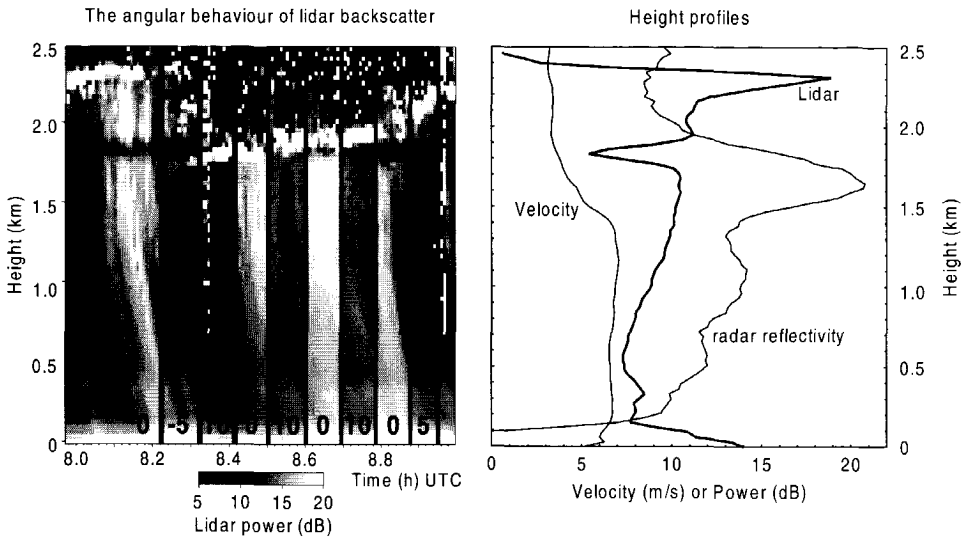 The angular behaviour of lidar backscatter
2.5
2.0
1.5
1.0
0.5
0
Height (km)
0 -5 10 0 10 0 10 0 5
8.0 8.2 8.4 8.6 8.8
Time (h) UTC
5 10 15 20
Lidar power (dB)
Height profiles
Lidar
Velocity
radar reflectivity
2.5
2.0
1.5
1.0
0.5
0
Height (km)
0 5 10 15 20
Velocity (m/s) or Power (dB)